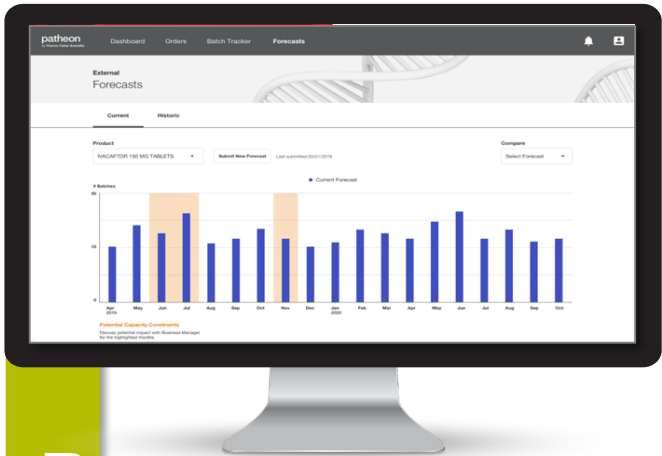 patheon
by Thermo Fisher Scientific
Dashboard Orders Batch Tracker Forecasts
External
Forecasts
Current Historic
Product
Compare
IVACAFTOR 150 MG TABLETS
Submit New Forecast
Last submitted 03/01/2019
Select Forecast
Current Forecast
# Batches
Apr May Jun Jul Aug Sep Oct Nov Dec Jan Feb Mar Apr May Jun Jul Aug Sep Oct
2019 2020
Potential Capacity Constraints
Discuss potential impact with Business Manager
for the highlighted months.